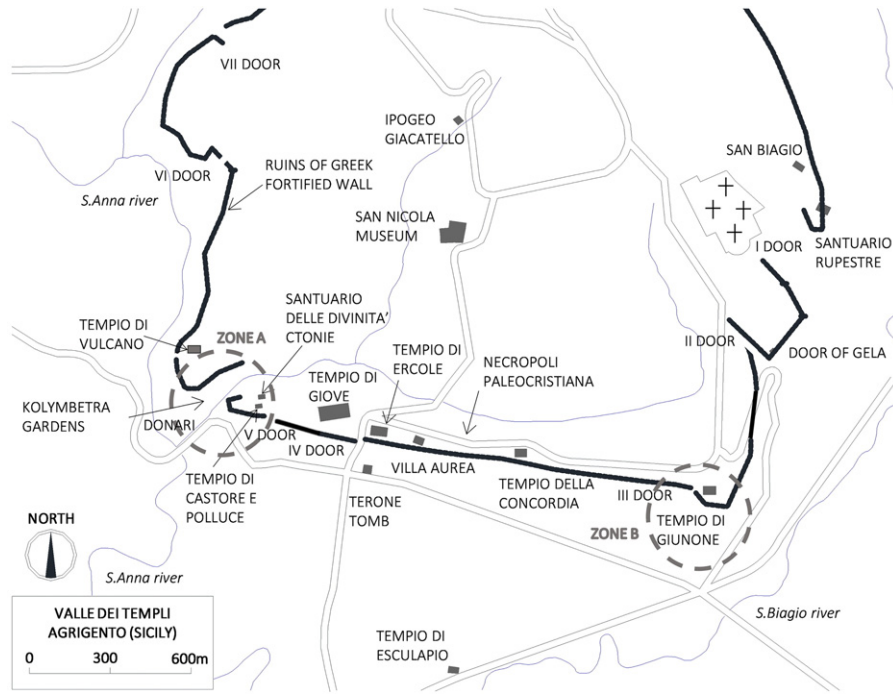 VII DOOR
IPOGEO
GIACATELLO
SAN BIAGIO
VI DOOR
RUINS OF GREEK
FORTIFIED WALL
S.Anna river
SAN NICOLA
MUSEUM
I DOOR
SANTUARIO
RUPESTRE
SANTUARIO
DELLE DIVINITA'
CTONIE
TEMPIO DI
VULCANO
ZONE A
II DOOR
DOOR OF GELA
TEMPIO DI
ERCOLE
NECROPOLI
PALEOCRISTIANA
TEMPIO DI
GIOVE
KOLYMBETRA
GARDENS
DONARI
V DOOR
IV DOOR
VILLA AUREA
TEMPIO DI
CASTORE E
POLLUCE
TEMPIO DELLA
CONCORDIA
III DOOR
TERONE
TOMB
TEMPIO DI
GIUNONE
ZONE B
NORTH
S.Anna river
S.Biagio river
VALLE DEI TEMPLI
AGRIGENTO (SICILY)
0 300 600m
TEMPIO DI
ESCULAPIO